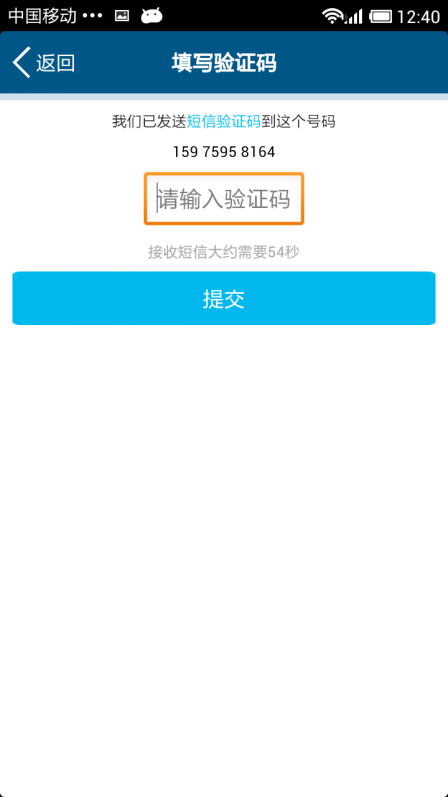 中国移动 ••• 12:40
返回 填写验证码
我们已发送短信验证码到这个号码
159 7595 8164
请输入验证码
接收短信大约需要54秒
提交